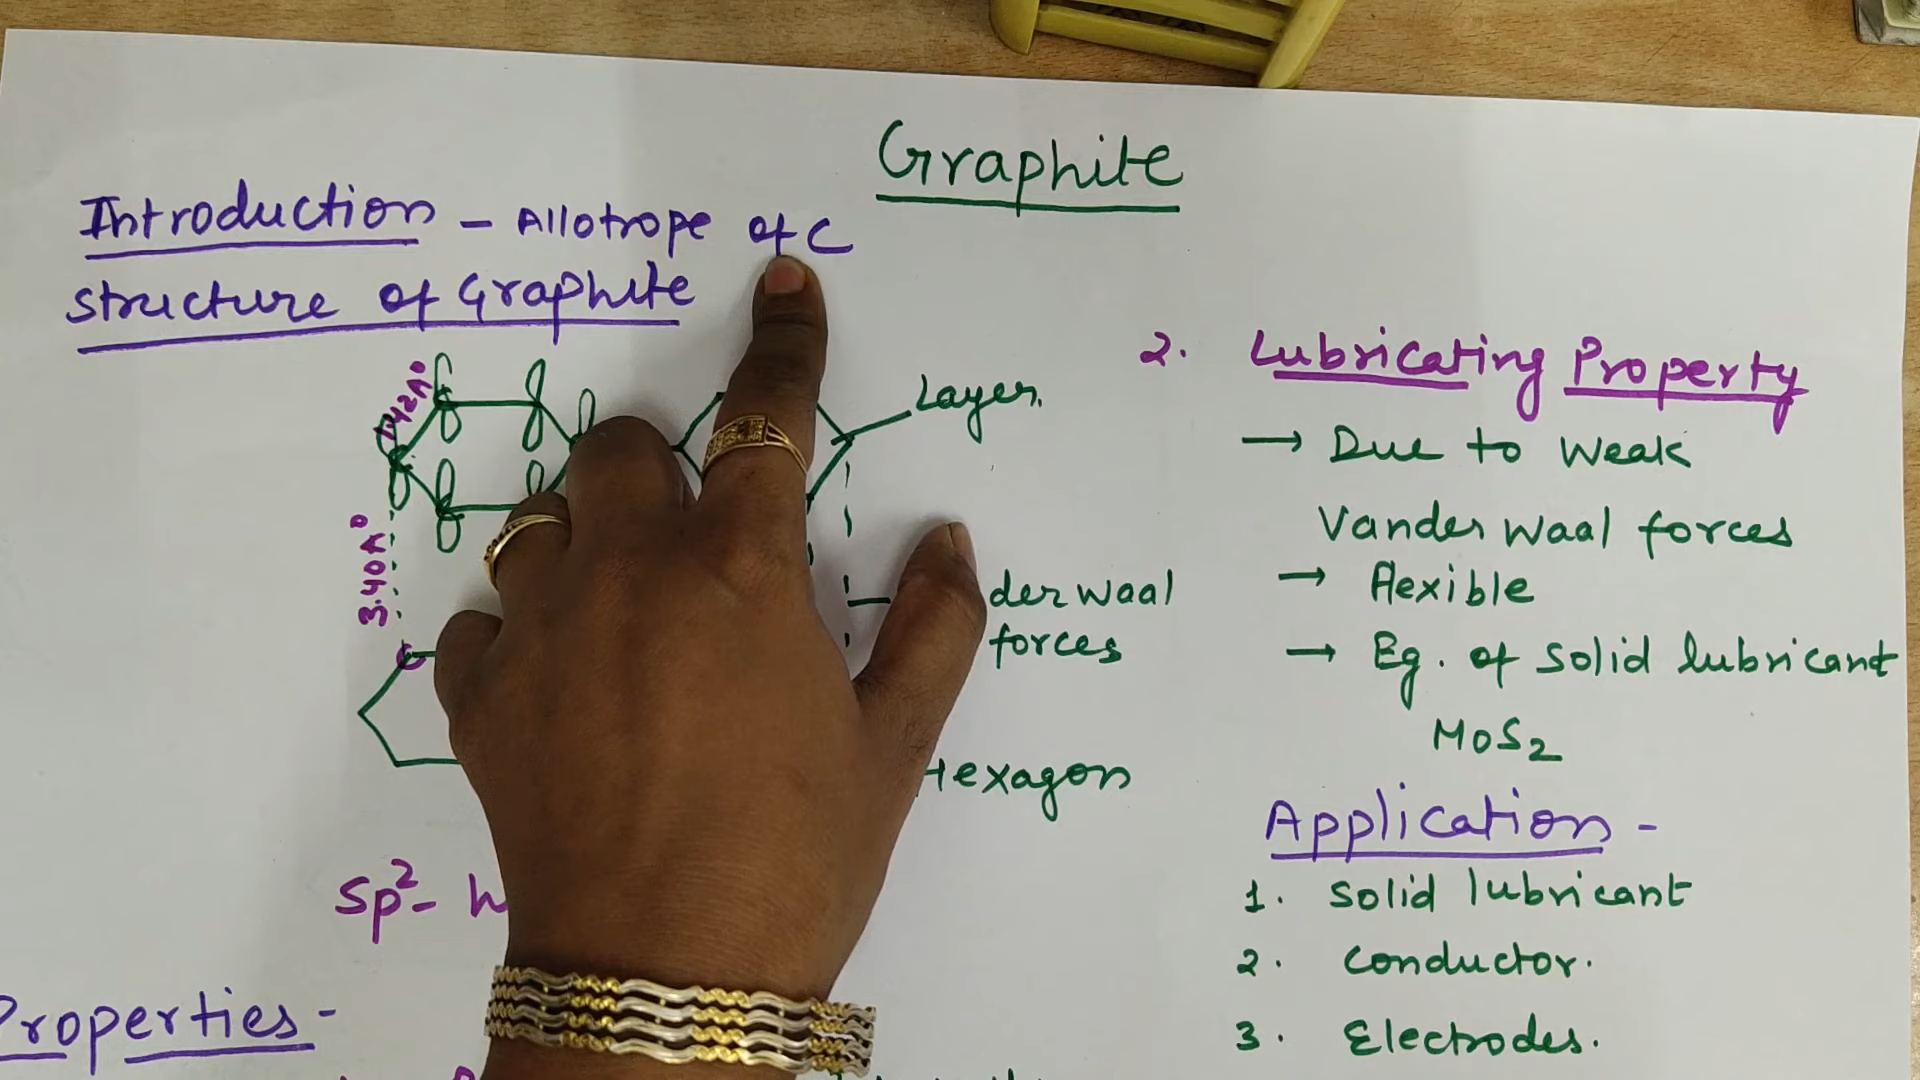 Graphite
Introduction - Allotrope of C
Structure of Graphite
1.42A°
Layer.
3.40A°
der waal
forces
Hexagon
Sp²-
Properties -
2. Lubricating Property
→ Due to weak
Vander waal forces
→ flexible
→ Eg. of solid lubricant
MoS2
Application -
1. Solid lubricant
2. Conductor.
3. Electrodes.